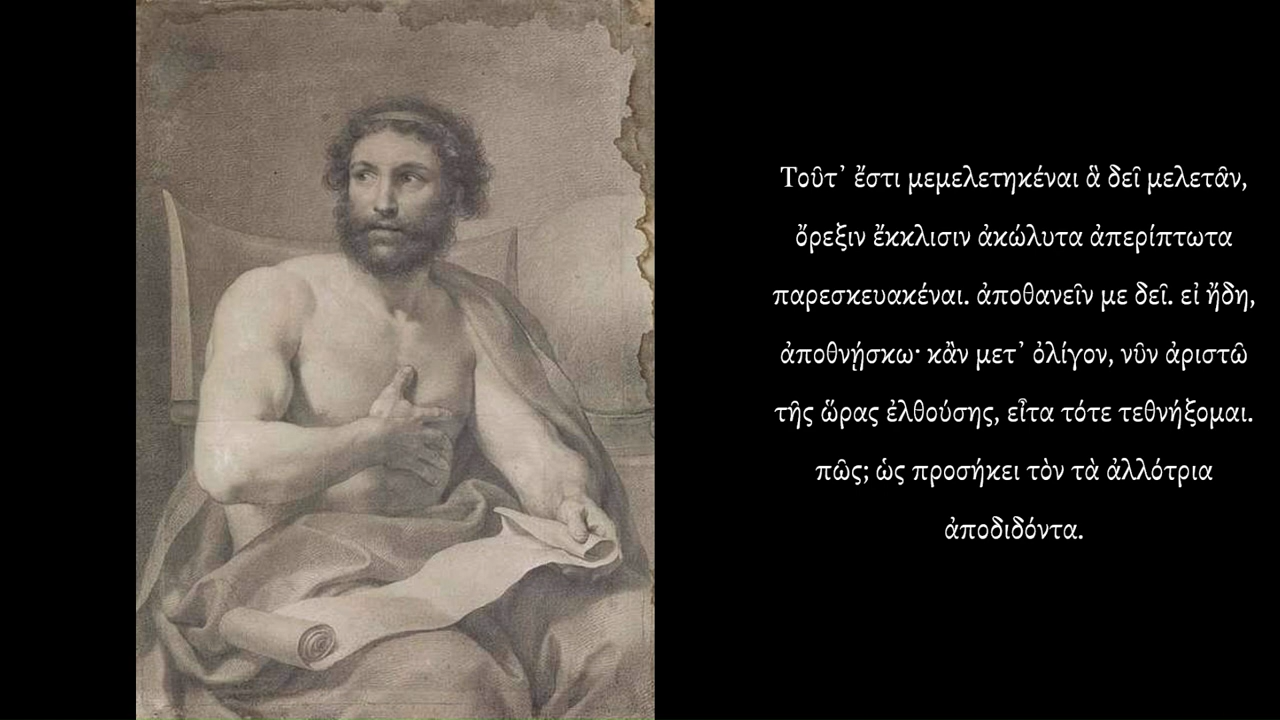 Τοῦτ’ ἔστι μεμελετηκέναι ἃ δεῖ μελετᾶν,
ὄρεξιν ἔκκλισιν ἀκώλυτα ἀπερίπτωτα
παρεσκευακέναι. ἀποθανεῖν με δεῖ. εἰ ἤδη,
ἀποθνῄσκω· κἂν μετ’ ὀλίγον, νῦν ἀριστῶ
τῆς ὥρας ἐλθούσης, εἶτα τότε τεθνήξομαι.
πῶς; ὡς προσήκει τὸν τὰ ἀλλότρια
ἀποδιδόντα.